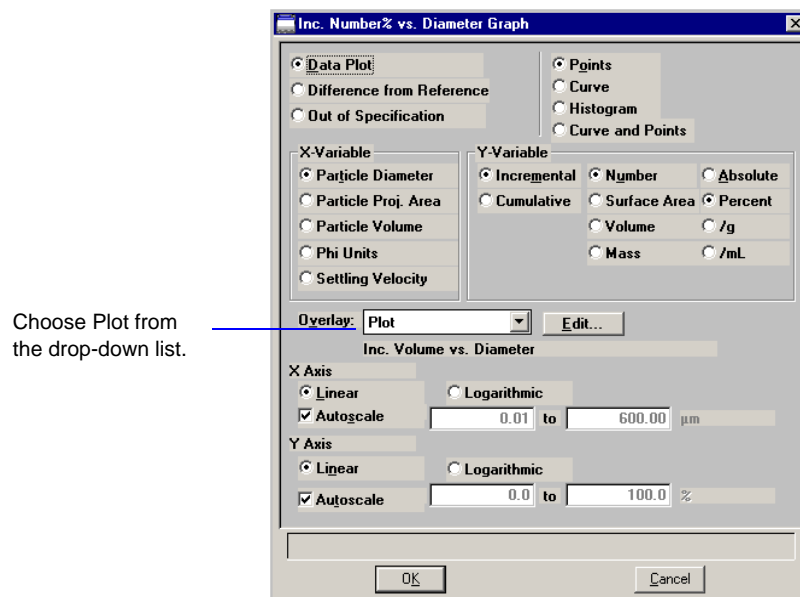 Inc. Number% vs. Diameter Graph
Data Plot
Difference from Reference
Out of Specification
Points
Curve
Histogram
Curve and Points
X-Variable
Particle Diameter
Particle Proj. Area
Particle Volume
Phi Units
Settling Velocity
Y-Variable
Incremental
Cumulative
Number
Surface Area
Volume
Mass
Absolute
Percent
/g
/mL
Choose Plot from
the drop-down list.
Overlay: Plot Edit...
Inc. Volume vs. Diameter
X Axis
Linear Logarithmic
Autoscale 0.01 to 600.00 µm
Y Axis
Linear Logarithmic
Autoscale 0.0 to 100.0 %
OK Cancel